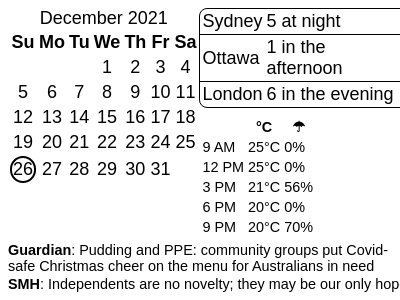 December 2021
Su Mo Tu We Th Fr Sa
1 2 3 4
5 6 7 8 9 10 11
12 13 14 15 16 17 18
19 20 21 22 23 24 25
26 27 28 29 30 31
Sydney 5 at night
Ottawa 1 in the
afternoon
London 6 in the evening
°C ☂
9 AM 25°C 0%
12 PM 25°C 0%
3 PM 21°C 56%
6 PM 20°C 0%
9 PM 20°C 70%
Guardian: Pudding and PPE: community groups put Covid-
safe Christmas cheer on the menu for Australians in need
SMH: Independents are no novelty; they may be our only hop